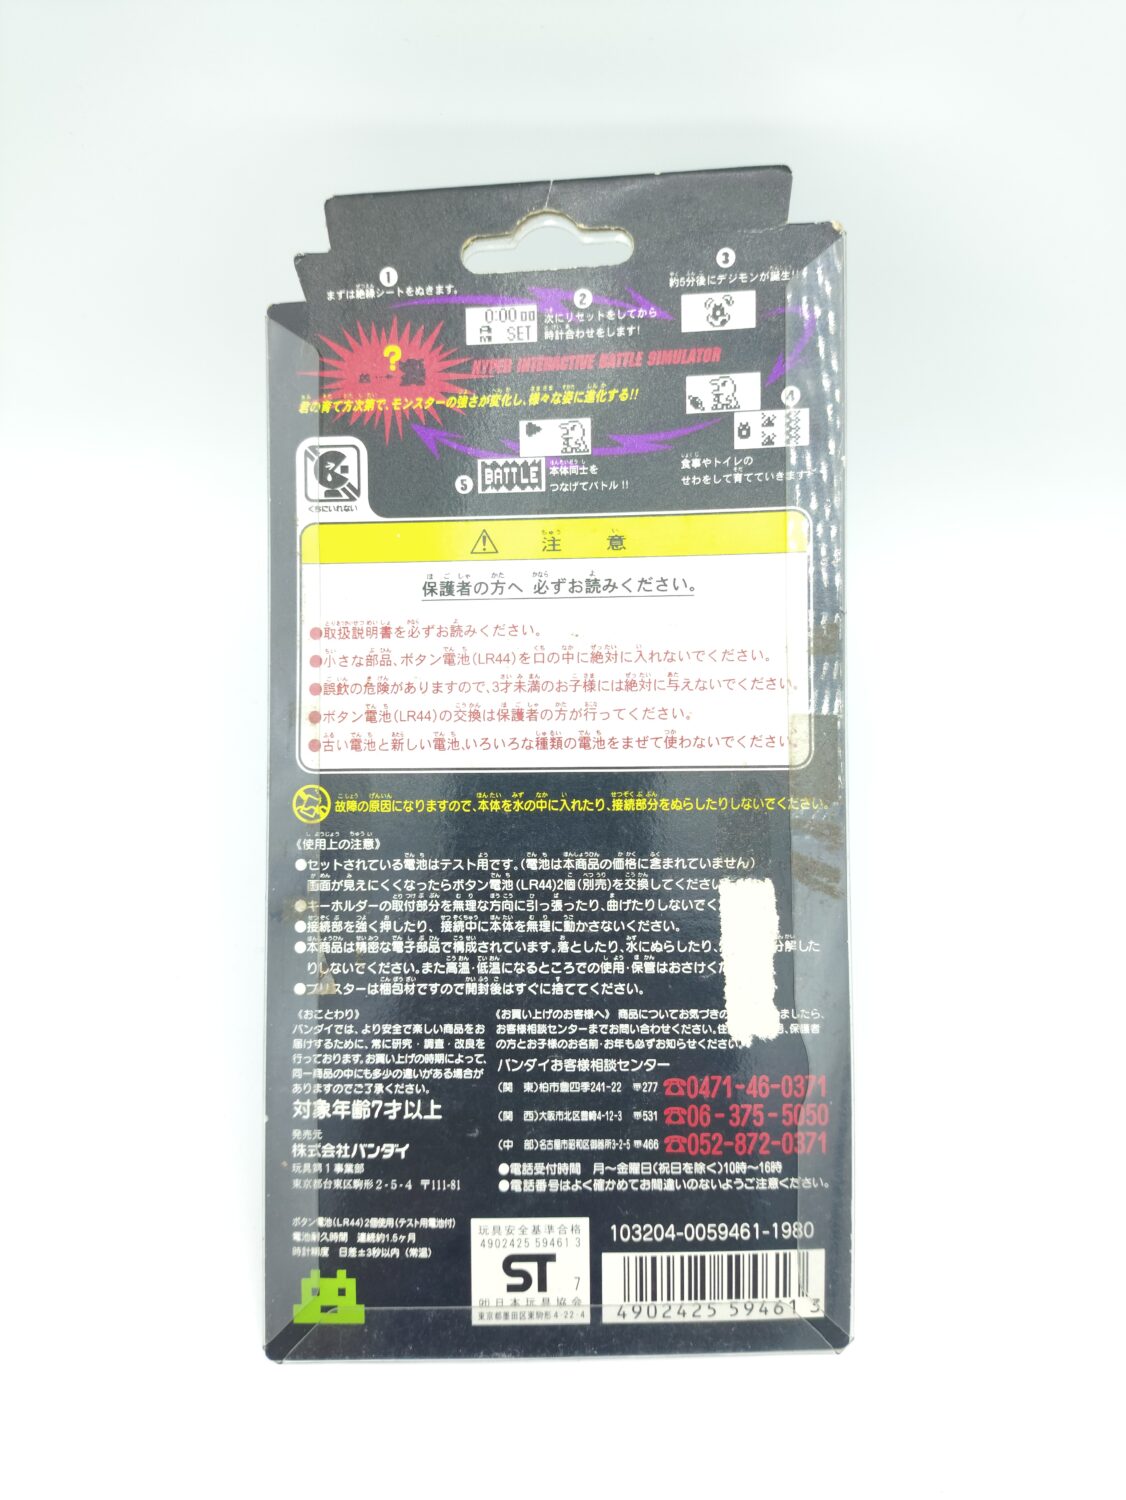 ①
まずは絶縁シートをぬきます。
0:00 00
AM SET
②
次にリセットをしてから
時計合わせをします!
③
約5分後にデジモンが誕生!!
?
HYPER INTERACTIVE BATTLE SIMULATOR
君の育て方次第で、モンスターの強さが変化し、様々な姿に進化する!!
④
食事やトイレの
せわをして育てていきます
⑤
BATTLE
本体同士を
つなげてバトル!!
くちにいれない
注意
保護者の方へ 必ずお読みください。
●取扱説明書を必ずお読みください。
●小さな部品、ボタン電池(LR44)を口の中に絶対に入れないでください。
●誤飲の危険がありますので、3才未満のお子様には絶対に与えないでください。
●ボタン電池(LR44)の交換は保護者の方が行ってください。
●古い電池と新しい電池、いろいろな種類の電池をまぜて使わないでください。
故障の原因になりますので、本体を水の中に入れたり、接続部分をぬらしたりしないでください。
《使用上の注意》
●セットされている電池はテスト用です。(電池は本商品の価格に含まれていません)
画面が見えにくくなったらボタン電池(LR44)2個(別売)を交換してくださ
●キーホルダーの取付部分を無理な方向に引っ張ったり、曲げたりしないでく
●接続部を強く押したり、接続中に本体を無理に動かさないください。
●本商品は精密な電子部品で構成されています。落としたり、水にぬらしたり、 分解した
りしないでください。また高温・低温になるところでの使用・保管はおさけくだ
●ブリスターは梱包材ですので開封後はすぐに捨ててください。
《おことわり》
バンダイでは、より安全で楽しい商品をお
届けするために、常に研究・調査・改良を
行っております。お買い上げの時期によって、
同一商品の中にも多少の違いがある場合が
ありますのでご了承ください。
対象年齢7才以上
発売元
株式会社バンダイ
玩具第1事業部
東京都台東区駒形2-5-4 〒111-81
《お買い上げのお客様へ》 商品についてお気づきの ましたら、
お客様相談センターまでお問い合わせください。住 、保護者
の方とお子様のお名前・お年も必ずお知らせください。
バンダイお客様相談センター
(関 東)柏市豊四季241-22 〒277 ☎0471-46-0371
(関 西)大阪市北区豊崎4-12-3 〒531 ☎06-375-5050
(中 部)名古屋市昭和区御器所3-2-5 〒466 ☎052-872-0371
●電話受付時間 月〜金曜日(祝日を除く)10時〜16時
●電話番号はよく確かめてお間違いのないようご注意ください。
ボタン電池(LR44)2個使用(テスト用電池付)
電池耐久時間 連続約1.5ヶ月
時計精度 日差±3秒以内(常温)
玩具安全基準合格
4902425 59461 3
ST 7
㈳日本玩具協会
東京都墨田区東駒形4-22-4
103204-0059461-1980
4902425 594613